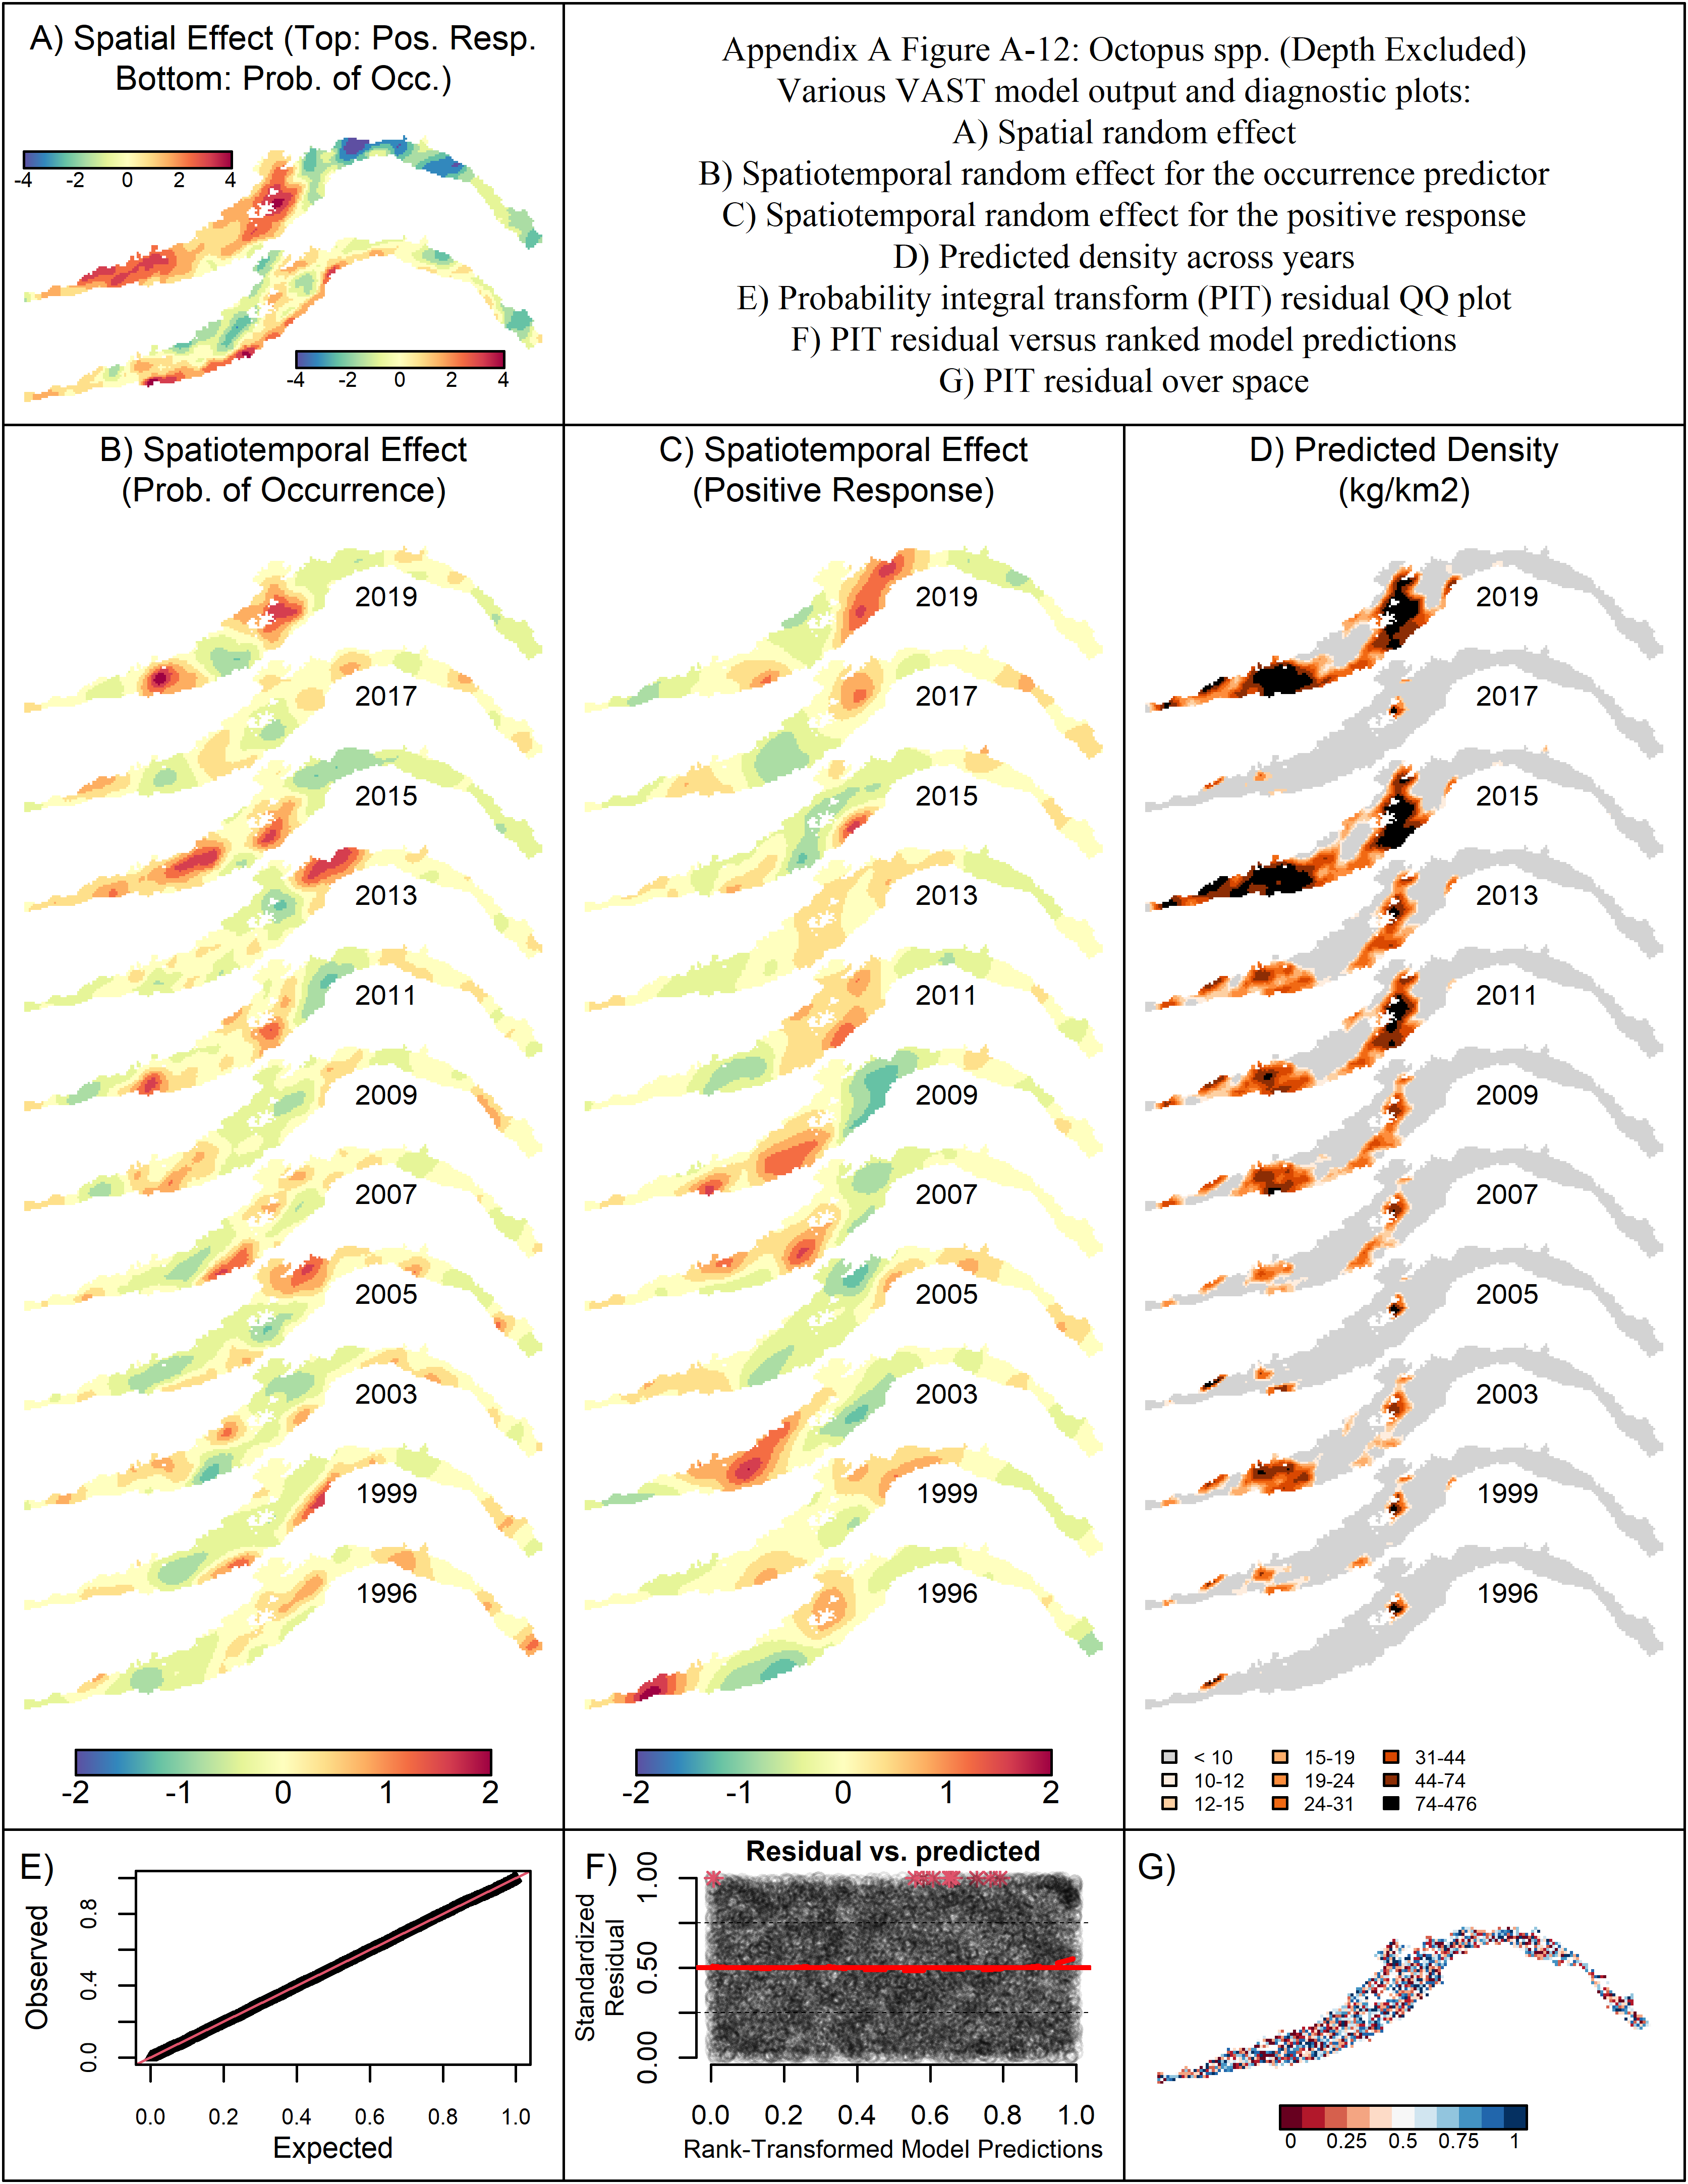 A) Spatial Effect (Top: Pos. Resp.
Bottom: Prob. of Occ.)
-4 -2 0 2 4
-4 -2 0 2 4
Appendix A Figure A-12: Octopus spp. (Depth Excluded)
Various VAST model output and diagnostic plots:
A) Spatial random effect
B) Spatiotemporal random effect for the occurrence predictor
C) Spatiotemporal random effect for the positive response
D) Predicted density across years
E) Probability integral transform (PIT) residual QQ plot
F) PIT residual versus ranked model predictions
G) PIT residual over space
B) Spatiotemporal Effect
(Prob. of Occurrence)
2019
2017
2015
2013
2011
2009
2007
2005
2003
1999
1996
-2 -1 0 1 2
C) Spatiotemporal Effect
(Positive Response)
2019
2017
2015
2013
2011
2009
2007
2005
2003
1999
1996
-2 -1 0 1 2
D) Predicted Density
(kg/km2)
2019
2017
2015
2013
2011
2009
2007
2005
2003
1999
1996
< 10 15-19 31-44
10-12 19-24 44-74
12-15 24-31 74-476
E)
Observed
0.0 0.4 0.8
0.0 0.2 0.4 0.6 0.8 1.0
Expected
F)
Residual vs. predicted
Standardized
Residual
0.00 0.50 1.00
0.0 0.2 0.4 0.6 0.8 1.0
Rank-Transformed Model Predictions
G)
0 0.25 0.5 0.75 1